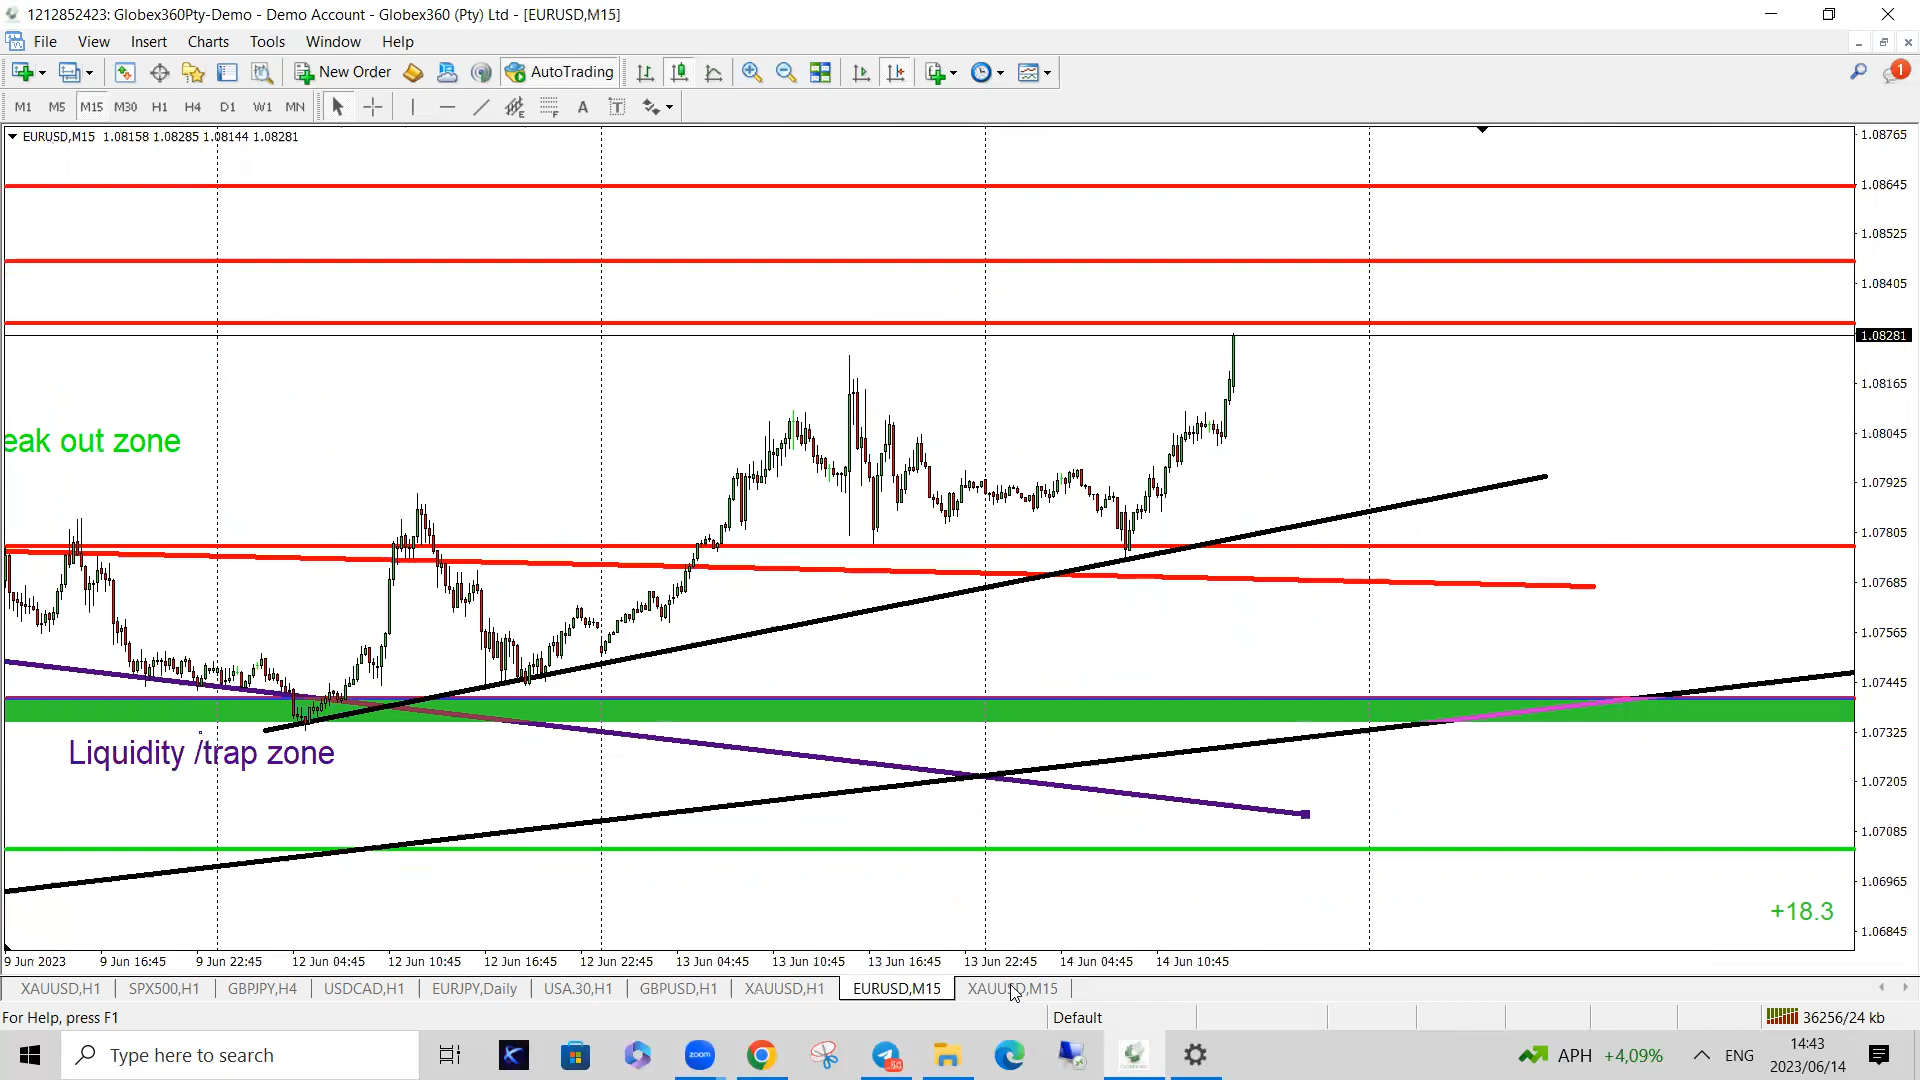 1212852423: Globex360Pty-Demo - Demo Account - Globex360 (Pty) Ltd - [EURUSD,M15]
File View Insert Charts Tools Window Help
New Order AutoTrading 1
M1 M5 M15 M30 H1 H4 D1 W1 MN E F A T
EURUSD,M15 1.08158 1.08285 1.08144 1.08281
1.08765
1.08645
1.08525
1.08405
1.08281
1.08165
1.08045
1.07925
1.07805
1.07685
1.07565
1.07445
1.07325
1.07205
1.07085
1.06965
1.06845
eak out zone
Liquidity /trap zone
+18.3
9 Jun 2023 9 Jun 16:45 9 Jun 22:45 12 Jun 04:45 12 Jun 10:45 12 Jun 16:45 12 Jun 22:45 13 Jun 04:45 13 Jun 10:45 13 Jun 16:45 13 Jun 22:45 14 Jun 04:45 14 Jun 10:45
XAUUSD,H1 SPX500,H1 GBPJPY,H4 USDCAD,H1 EURJPY,Daily USA.30,H1 GBPUSD,H1 XAUUSD,H1 EURUSD,M15 XAUUSD,M15
For Help, press F1 Default 36256/24 kb
Type here to search zoom APH +4,09% ENG 14:43
2023/06/14